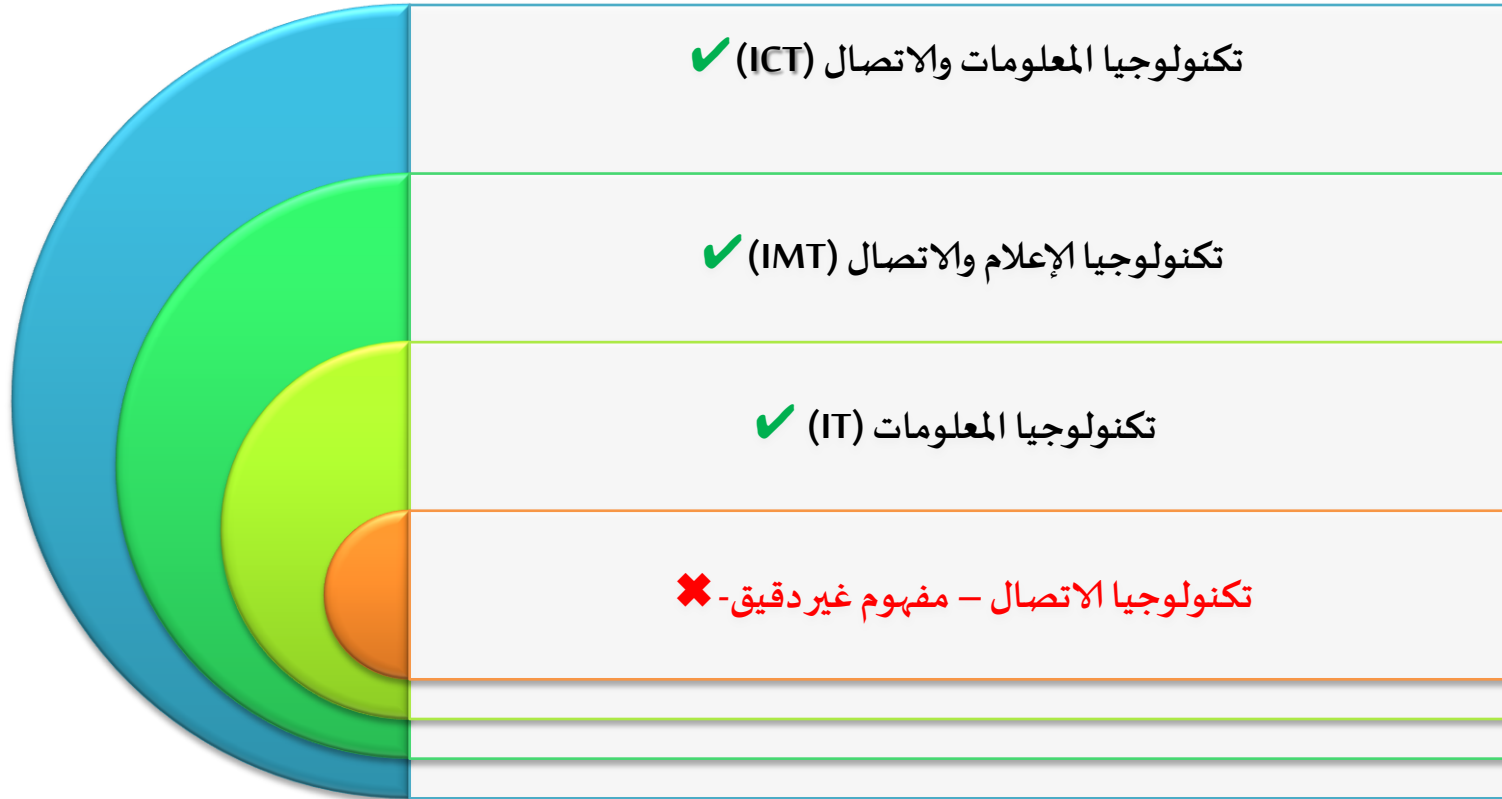 تكنولوجيا المعلومات والاتصال (ICT) ✔
تكنولوجيا الإعلام والاتصال (IMT) ✔
تكنولوجيا المعلومات (IT) ✔
تكنولوجيا الاتصال – مفهوم غير دقيق- ✖